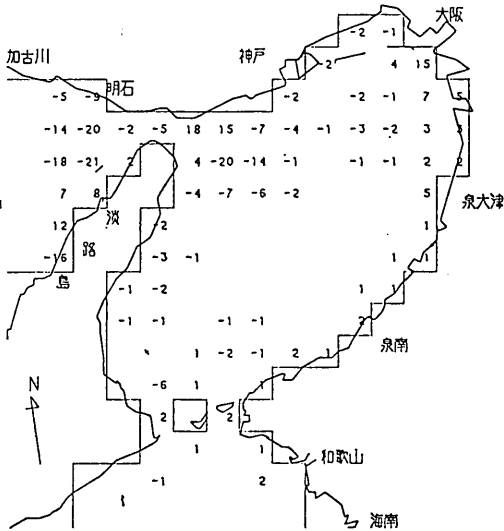 大阪
-2 -1
加古川 神戸 -2 4 15
明石
-5 -9 -2 -2 -1 7 5
-14 -20 -2 -5 18 15 -7 -4 -1 -3 -2 3 3
-18 -21 2 4 -20 -14 -1 -1 -1 2 2
7 8 -4 -7 -6 -2 5 泉大津
淡
12 -2 1
路
-16 -3 -1 1 1
島
-1 -2 1 1
-1 -1 -1 -1 2
泉南
1 -2 -1 2 1
N
-6 1 1
2 2
1 1 和歌山
-1 2
1
海南